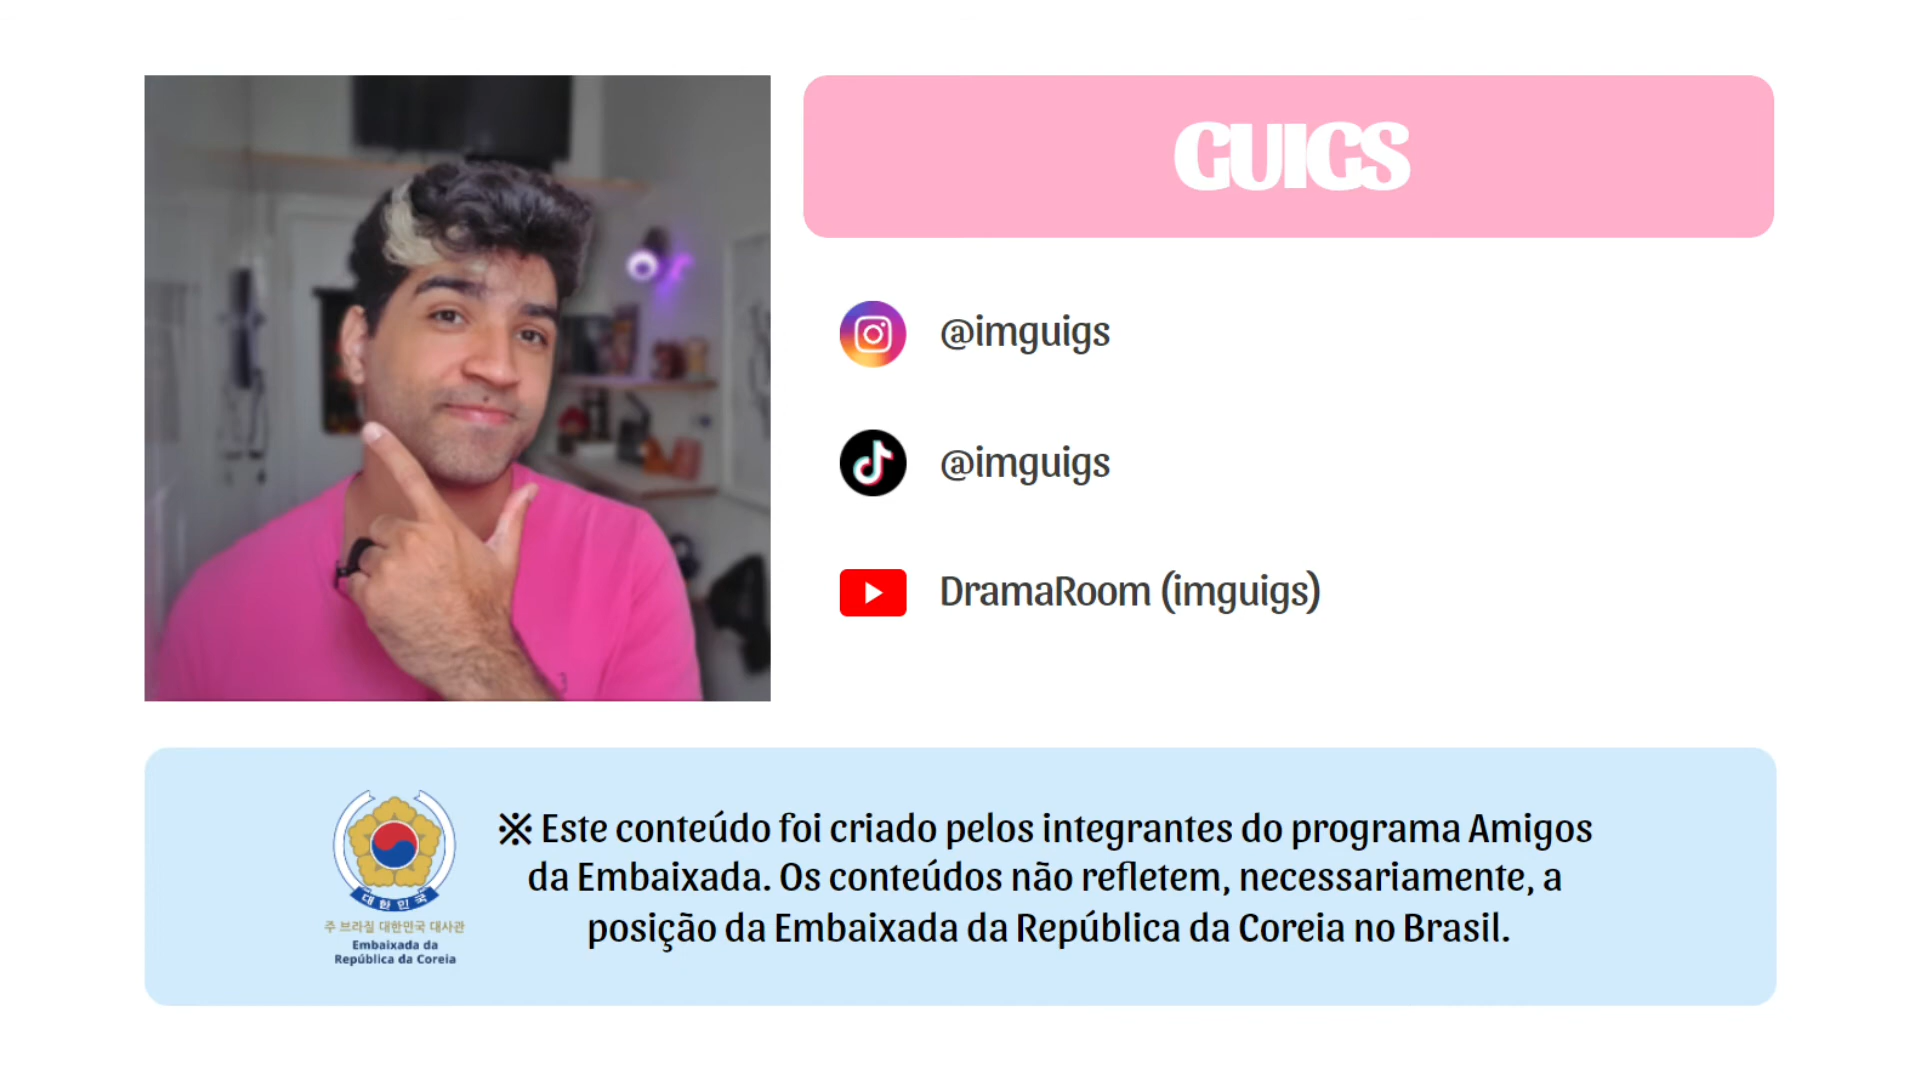 GUIGS
@imguigs
@imguigs
DramaRoom (imguigs)
※ Este conteúdo foi criado pelos integrantes do programa Amigos
da Embaixada. Os conteúdos não refletem, necessariamente, a
posição da Embaixada da República da Coreia no Brasil.
대한민국
주 브라질 대한민국 대사관
Embaixada da
República da Coreia